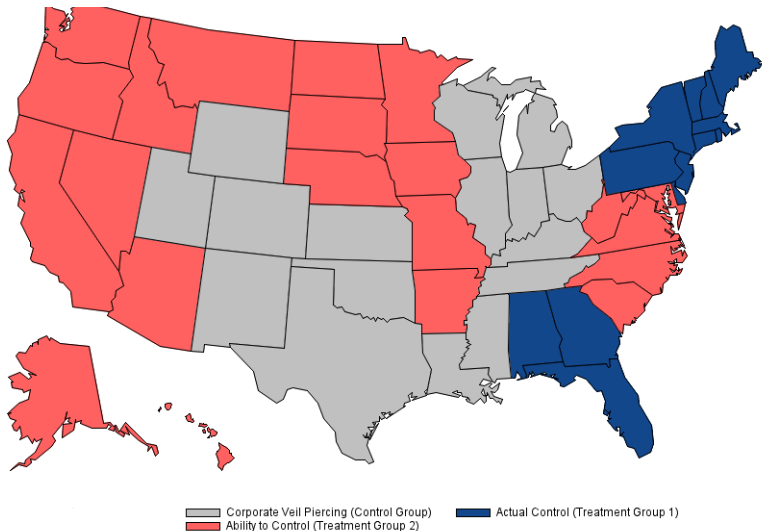 Corporate Veil Piercing (Control Group) Actual Control (Treatment Group 1)
Ability to Control (Treatment Group 2)